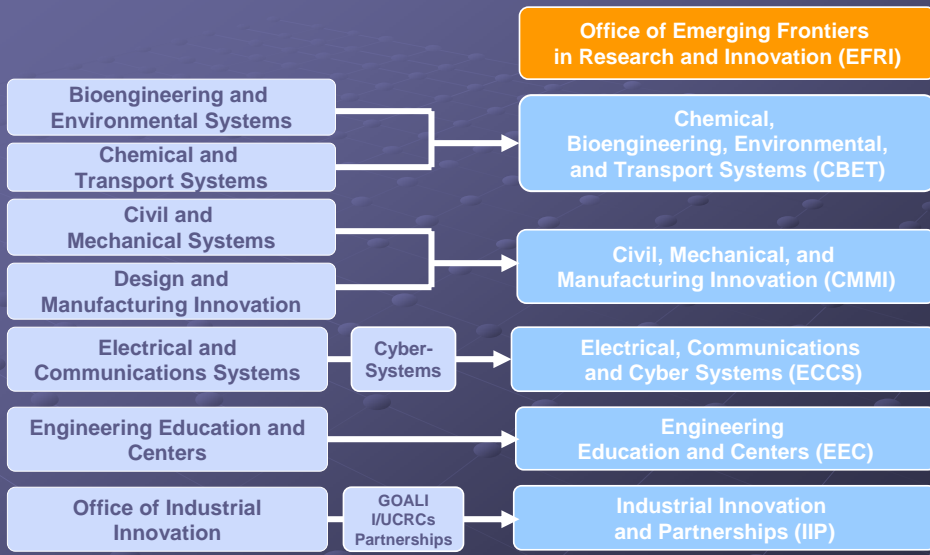 Office of Emerging Frontiers
in Research and Innovation (EFRI)
Bioengineering and
Environmental Systems
Chemical and
Transport Systems
Chemical,
Bioengineering, Environmental,
and Transport Systems (CBET)
Civil and
Mechanical Systems
Design and
Manufacturing Innovation
Civil, Mechanical, and
Manufacturing Innovation (CMMI)
Electrical and
Communications Systems
Cyber-
Systems
Electrical, Communications
and Cyber Systems (ECCS)
Engineering Education and
Centers
Engineering
Education and Centers (EEC)
Office of Industrial
Innovation
GOALI
I/UCRCs
Partnerships
Industrial Innovation
and Partnerships (IIP)